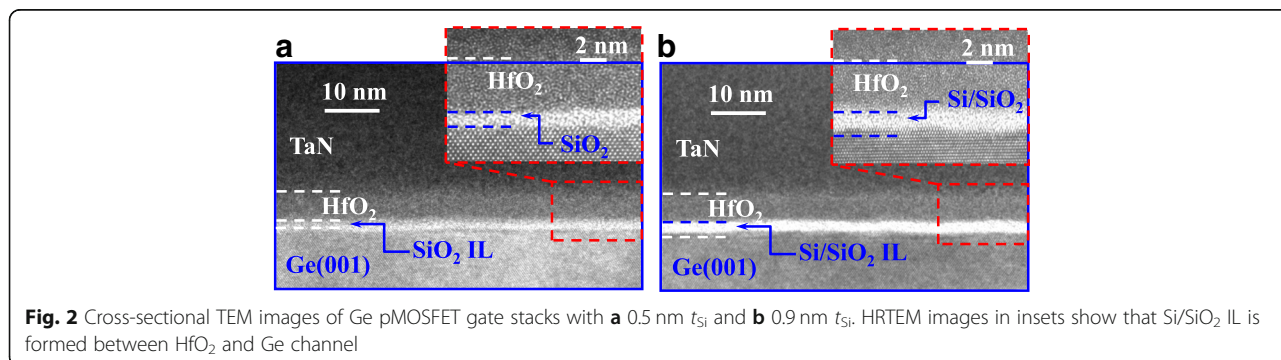 a
2 nm
HfO₂
10 nm
SiO₂
TaN
HfO₂
SiO₂ IL
Ge(001)
b
2 nm
HfO₂
Si/SiO₂
10 nm
TaN
HfO₂
Si/SiO₂ IL
Ge(001)
Fig. 2 Cross-sectional TEM images of Ge pMOSFET gate stacks with a 0.5 nm tSi and b 0.9 nm tSi. HRTEM images in insets show that Si/SiO₂ IL is
formed between HfO₂ and Ge channel